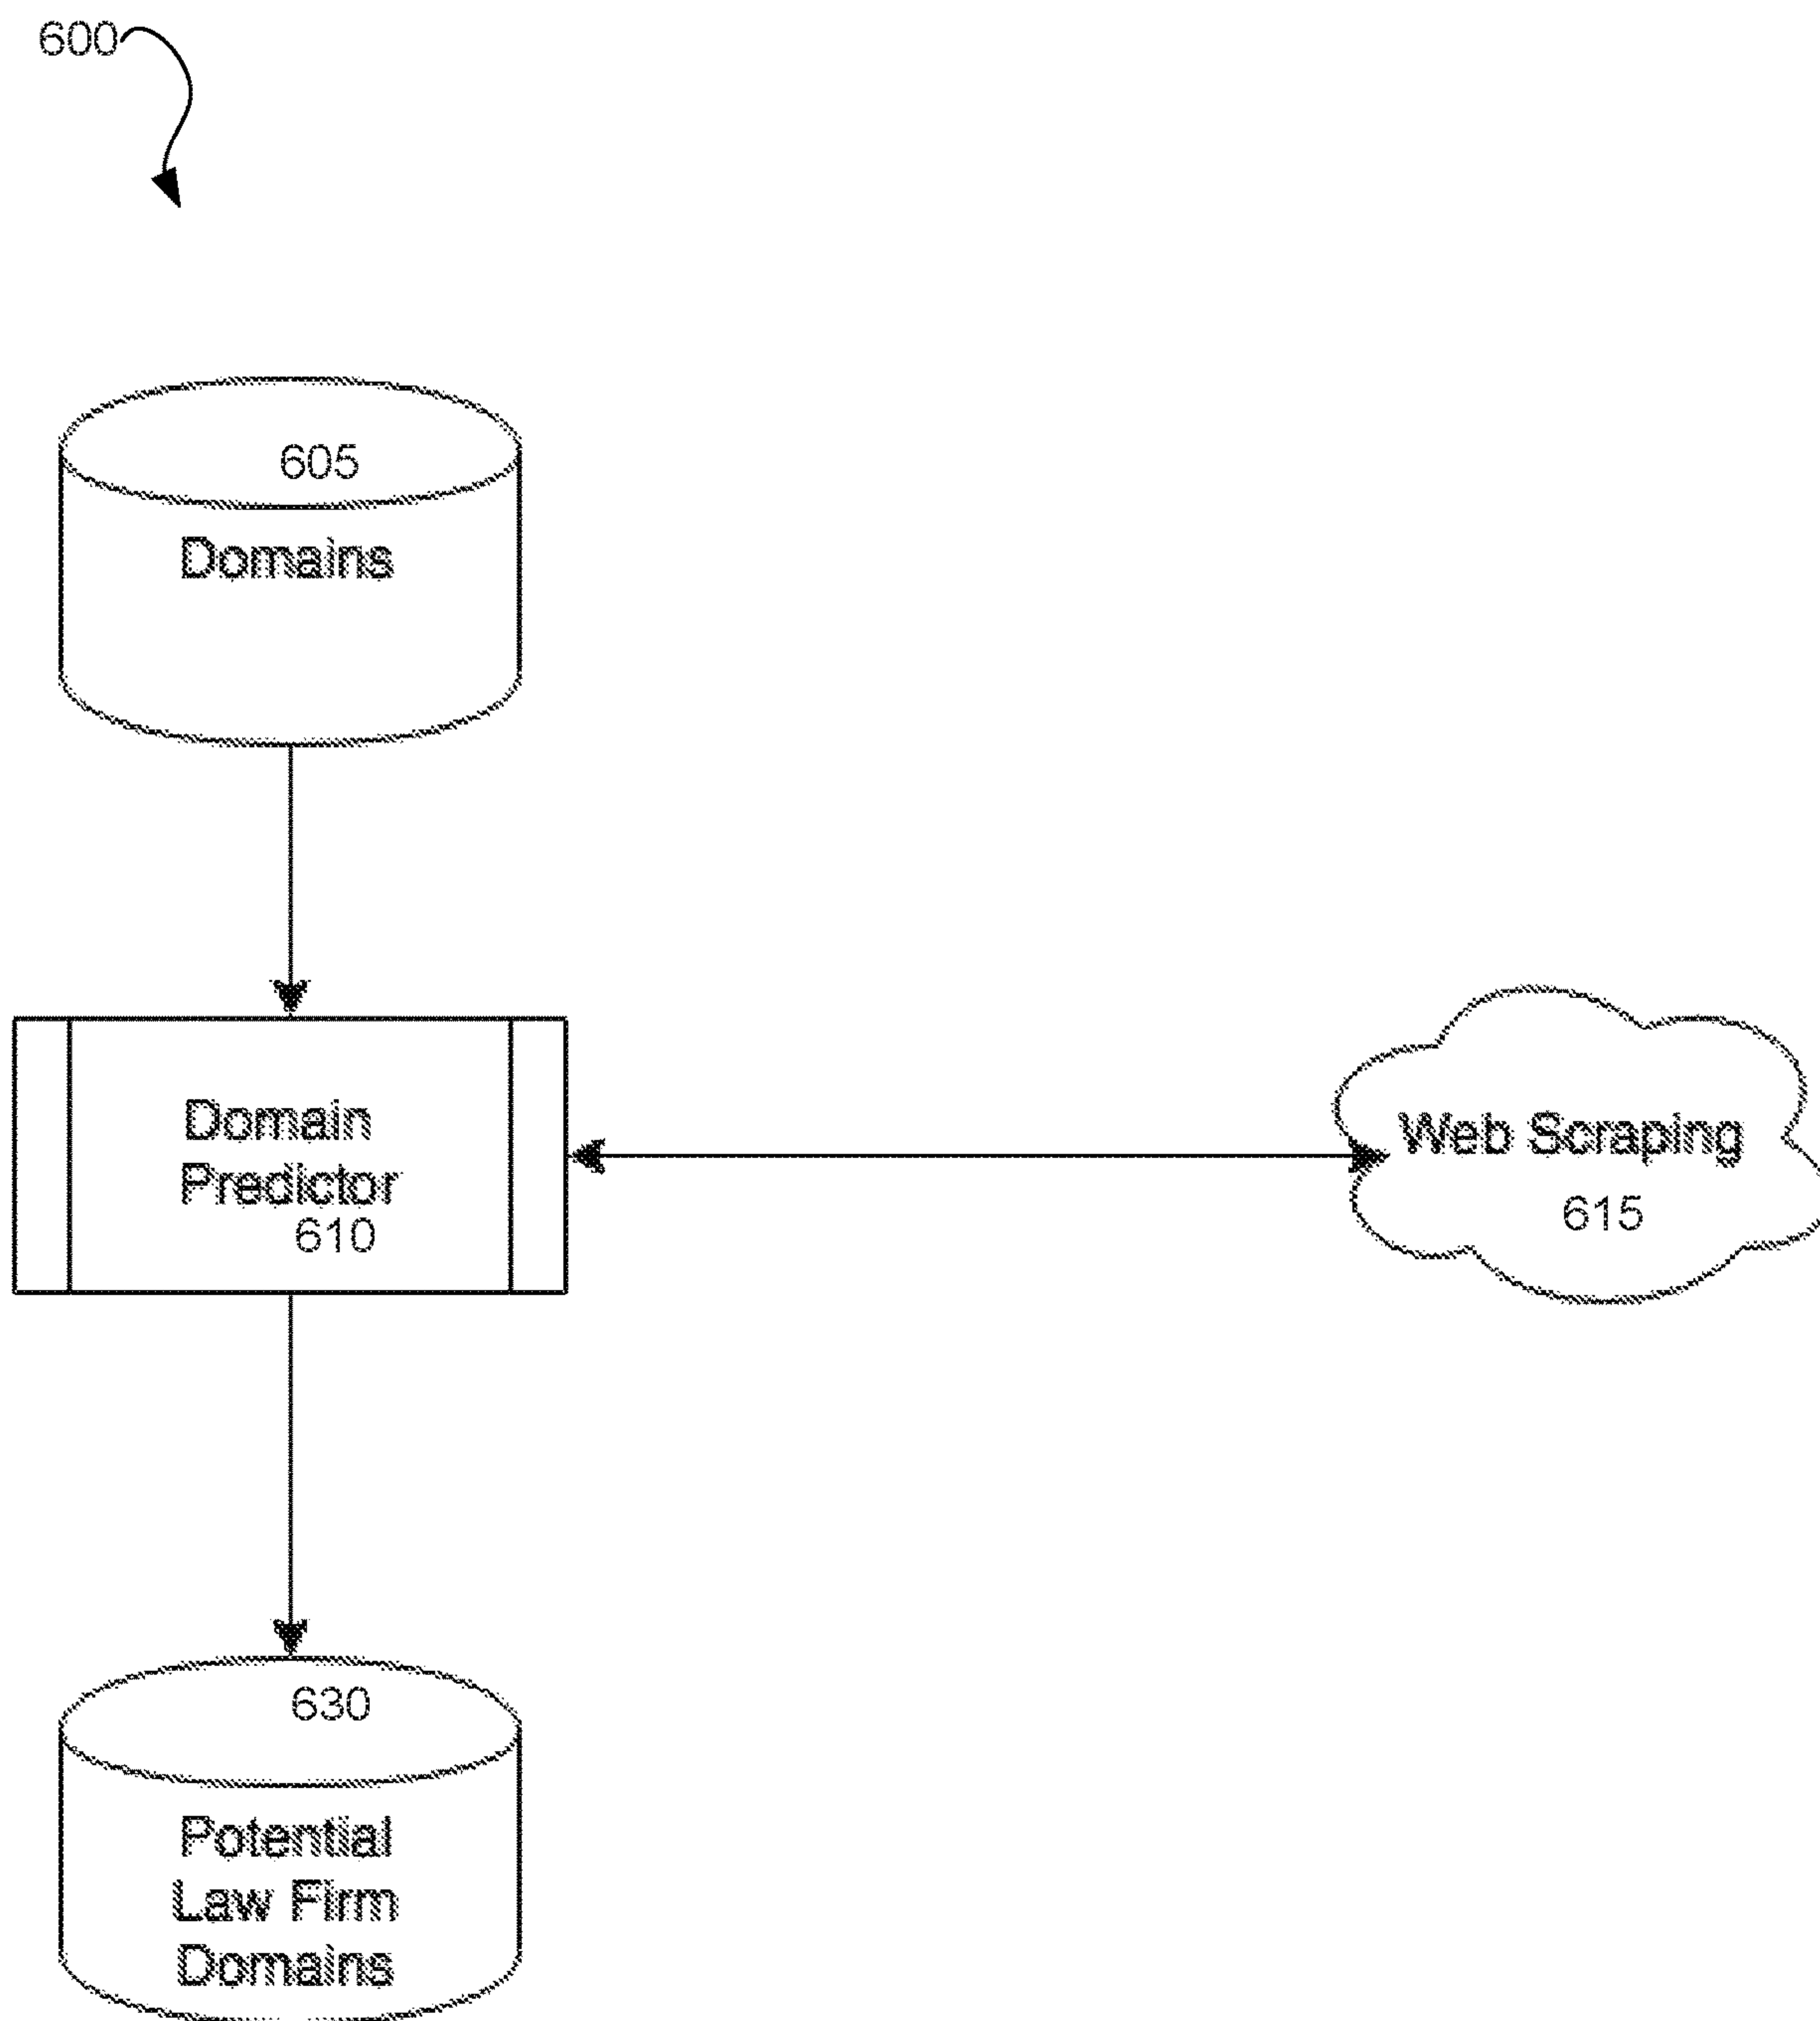 600
605
Domains
Domain
Predictor
610
Web Scraping
615
630
Potential
Law Firm
Domains